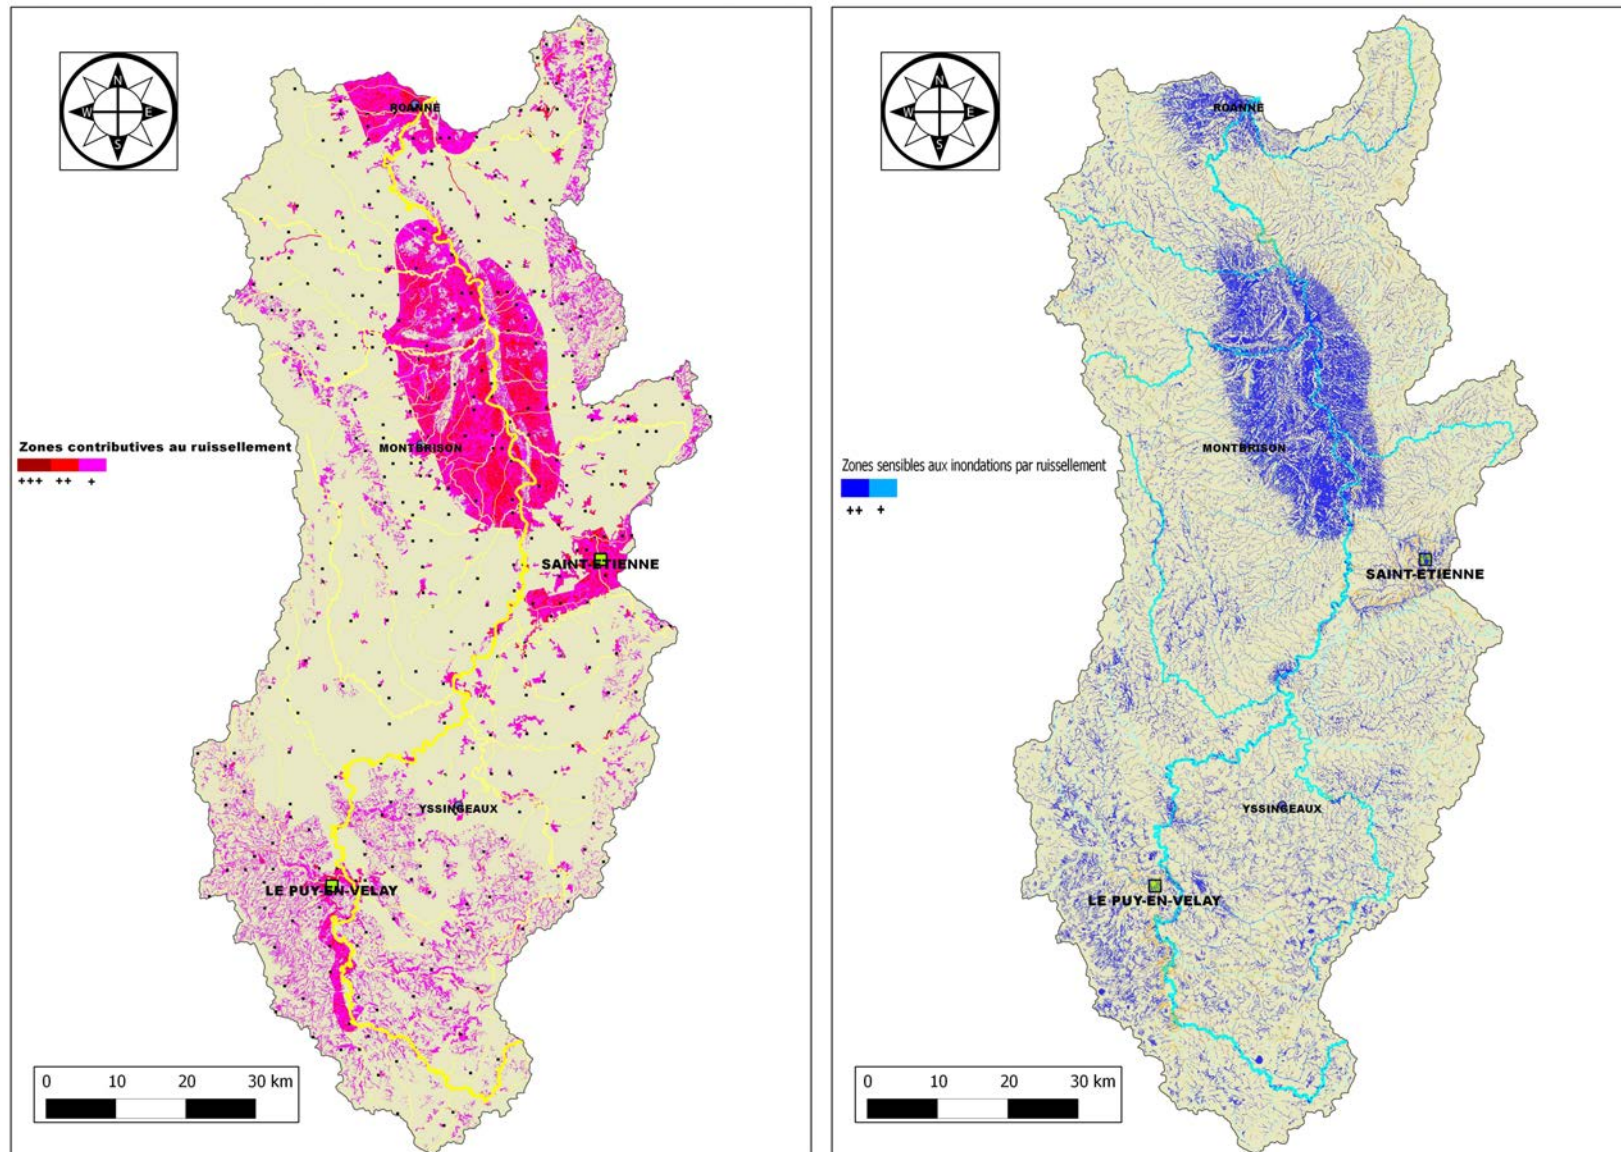 N
W E
S
ROANNE
Zones contributives au ruissellement
+++ ++ +
MONTBRISON
SAINT-ETIENNE
YSSINGEAUX
LE PUY-EN-VELAY
0 10 20 30 km
N
W E
S
ROANNE
MONTBRISON
Zones sensibles aux inondations par ruissellement
++ +
SAINT-ETIENNE
YSSINGEAUX
LE PUY-EN-VELAY
0 10 20 30 km